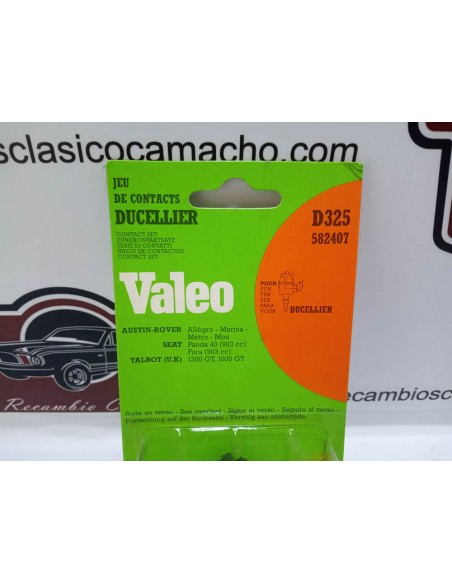 sclasicocamacho.com
JEU
DE CONTACTS
DUCELLIER
CONTACT SET
ZÜNDKONTAKTSATZ
SERIE DI CONTATTI
JUEGO DE CONTACTOS
CONTACT SET
D325
582407
Valeo
POUR
FOR
FÜR
PER
PARA
VOOR
DUCELLIER
AUSTIN-ROVER Allégro - Marina -
Métro - Mini
SEAT Panda 40 (903 cc)
Fura (903 cc)
TALBOT (U.K) 1300 GT, 1600 GT
Suite au verso - See overleaf - Sigue al verso - Seguito al verso -
Fortsetzung auf der Rückseite - Vervolg aan ommezijde.
Recambio C
recambiosc